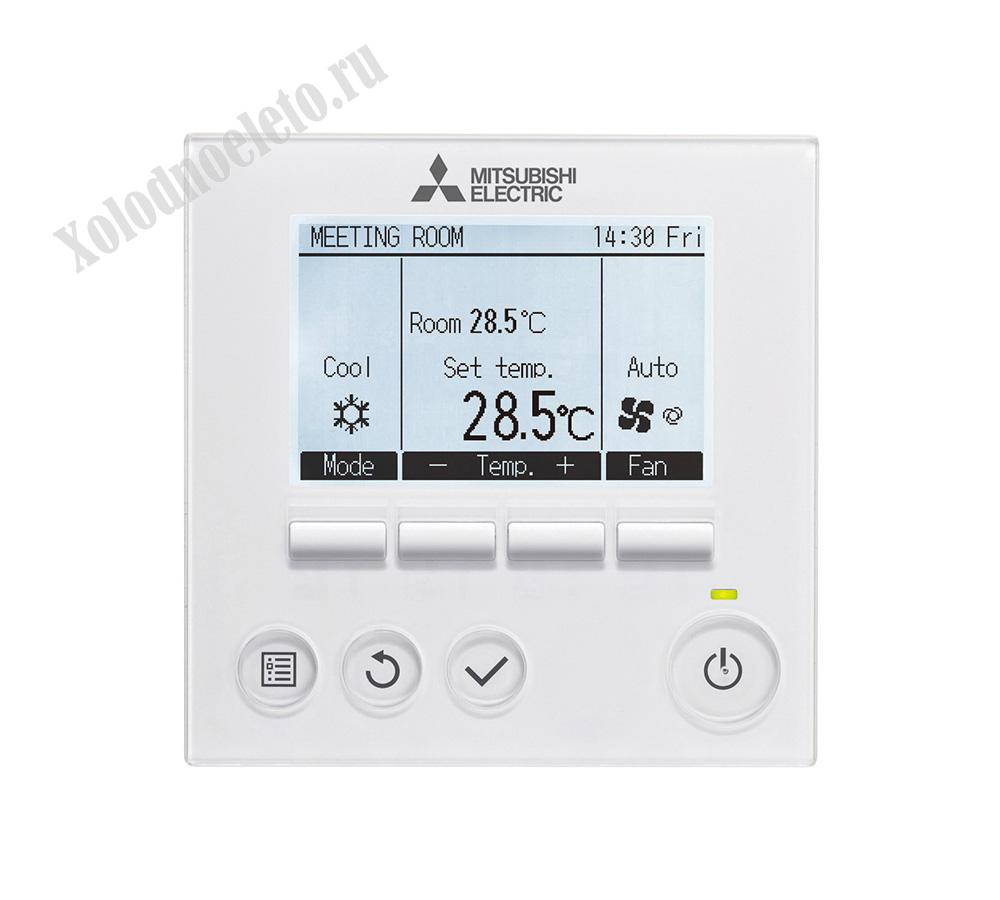 Xolodnoeleto.ru
MITSUBISHI
ELECTRIC
MEETING ROOM 14:30 Fri
Room 28.5°C
Cool Set temp. Auto
28.5°C
Mode − Temp. + Fan